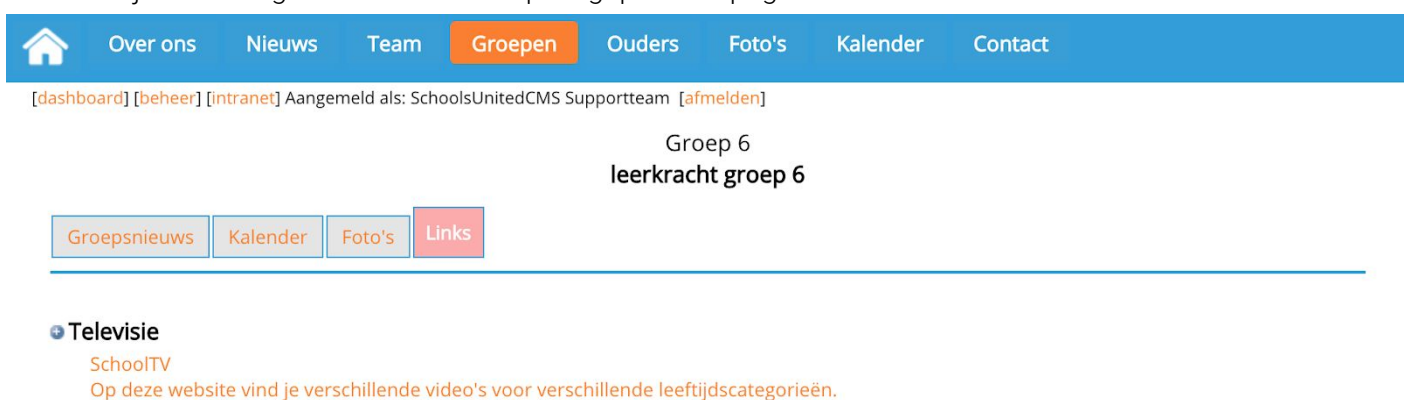 Over ons Nieuws Team Groepen Ouders Foto's Kalender Contact
[dashboard] [beheer] [intranet] Aangemeld als: SchoolsUnitedCMS Supportteam [afmelden]
Groep 6
leerkracht groep 6
Groepsnieuws Kalender Foto's Links
Televisie
SchoolTV
Op deze website vind je verschillende video's voor verschillende leeftijdscategorieën.